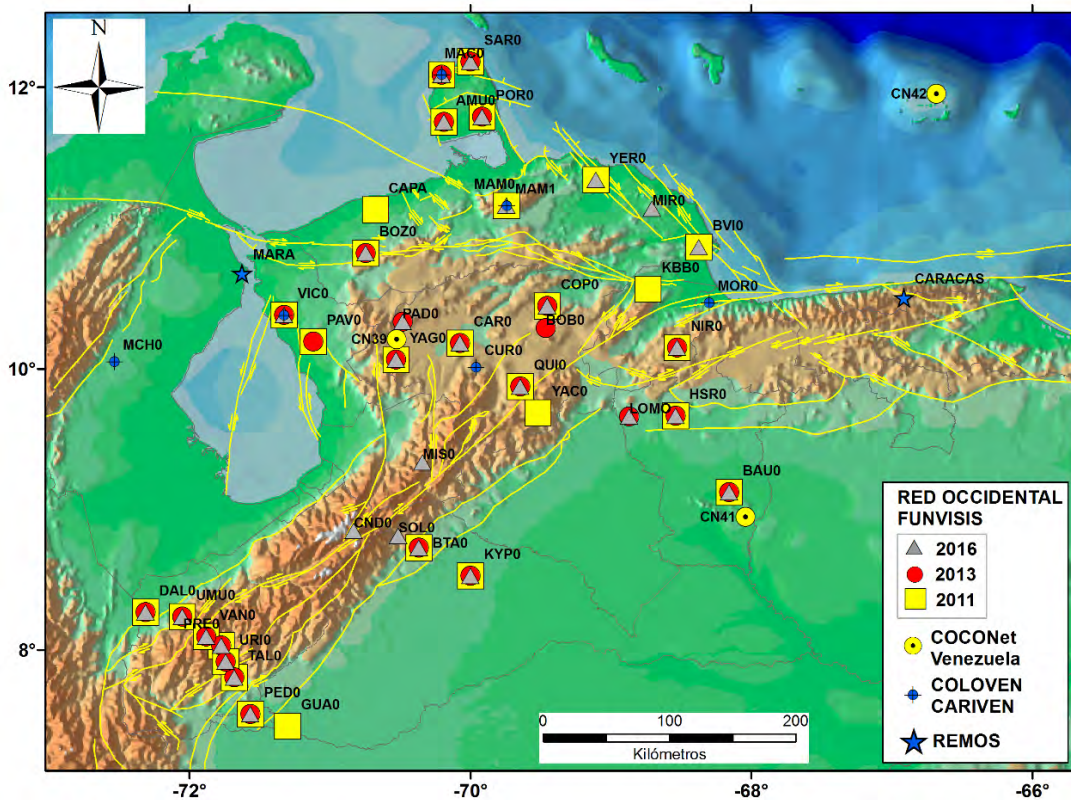 N
12°
10°
8°
-72°
-70°
-68°
-66°
SAR0
MAC0
AMU0
POR0
CN42
YER0
CAPA
MAM0
MAM1
MIR0
BOZ0
BVI0
MARA
KBB0
COP0
MOR0
CARACAS
VIC0
PAV0
PAD0
BOB0
CN39
YAG0
CAR0
NIR0
MCH0
CUR0
QUI0
YAC0
LOMO
HSR0
MIS0
BAU0
CN41
CND0
SOL0
BTA0
KYP0
DAL0
UMU0
VAN0
PRE0
URI0
TAL0
PED0
GUA0
0 100 200
Kilómetros
RED OCCIDENTAL
FUNVISIS
2016
2013
2011
COCONet
Venezuela
COLOVEN
CARIVEN
REMOS